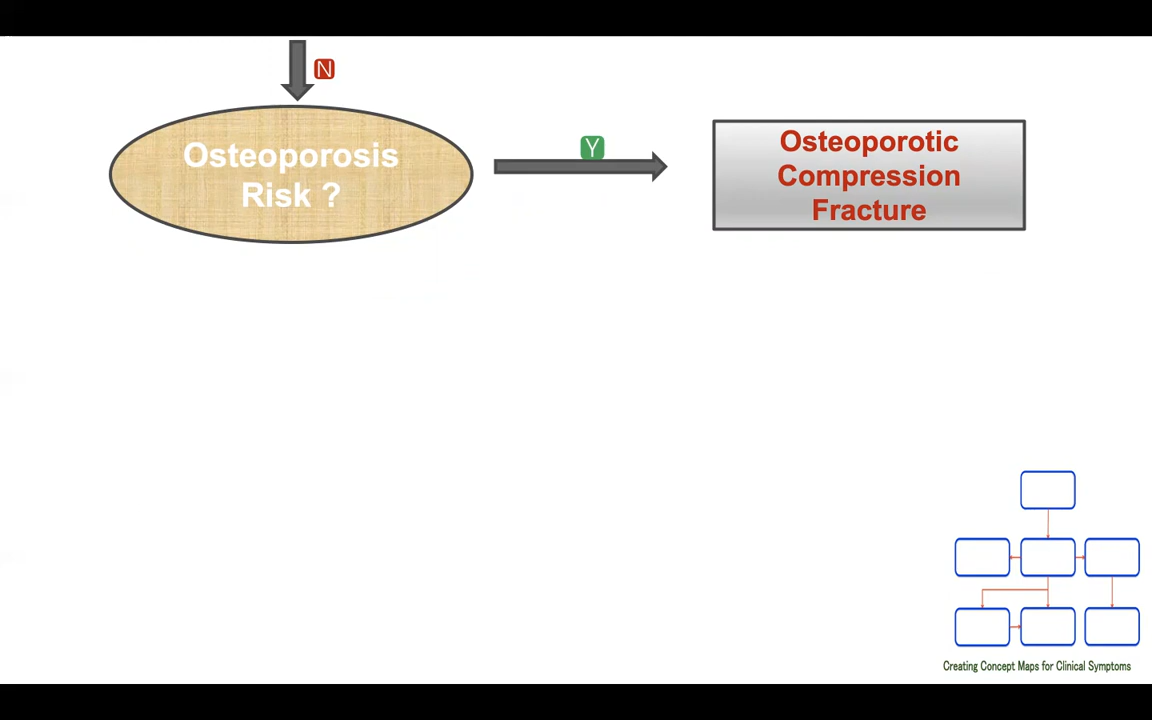 N
Osteoporosis
Risk ?
Y
Osteoporotic
Compression
Fracture
Creating Concept Maps for Clinical Symptoms